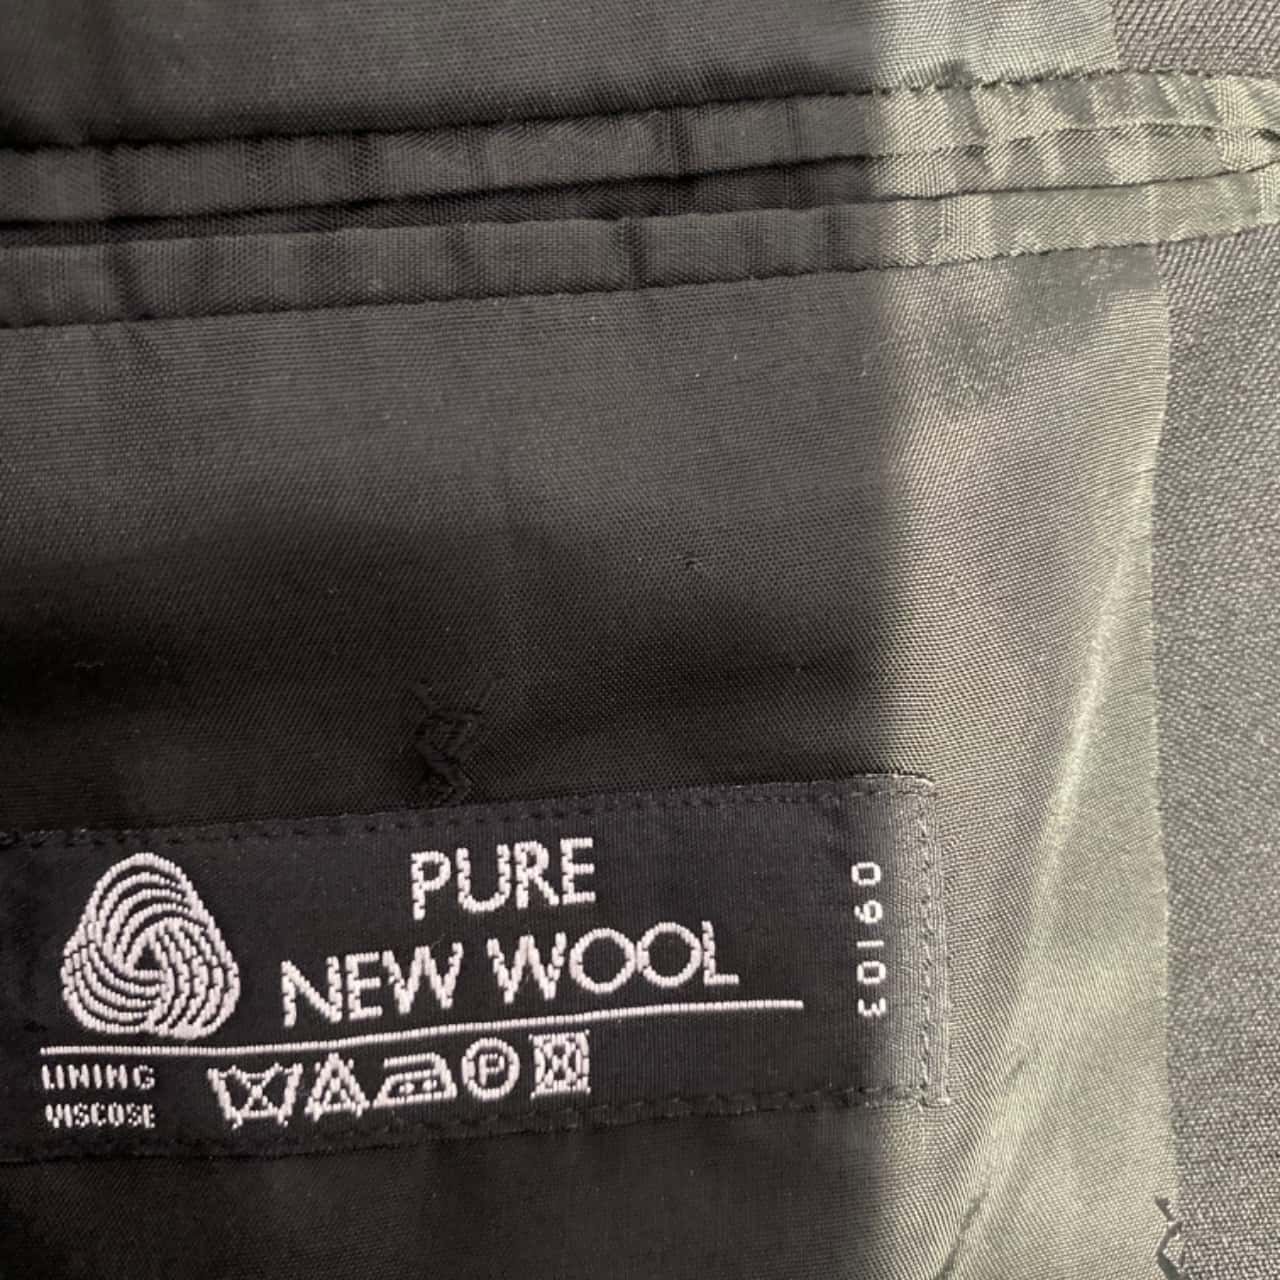 PURE
NEW WOOL
LINING
VISCOSE
P
09103